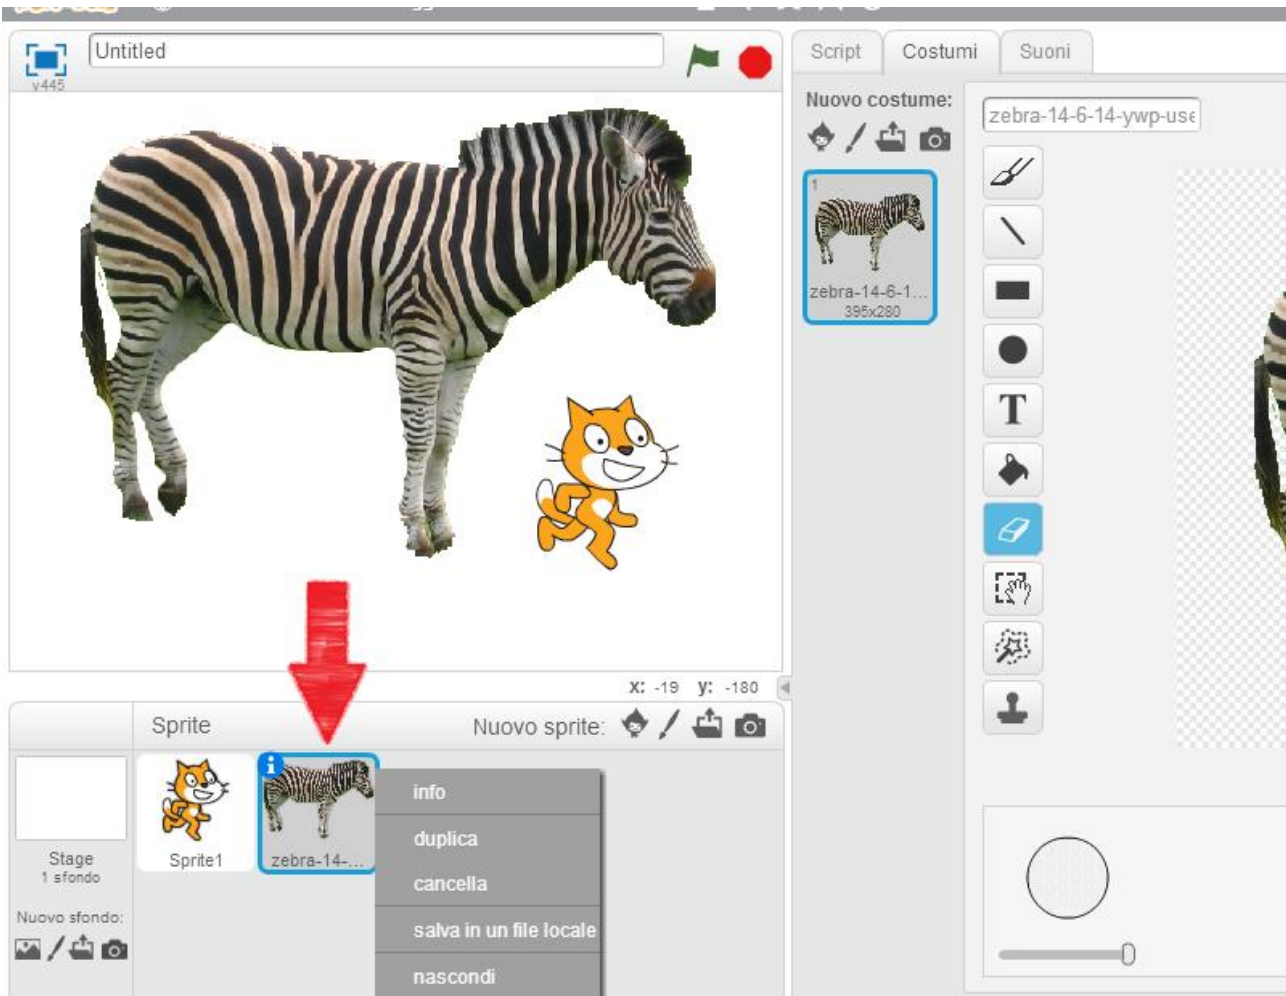 Untitled
v445
Script
Costumi
Suoni
Nuovo costume:
zebra-14-6-14-ywp-use
1
zebra-14-6-1...
395x280
T
x: -19 y: -180
Sprite
Nuovo sprite:
Sprite1
zebra-14-...
Stage
1 sfondo
Nuovo sfondo:
info
duplica
cancella
salva in un file locale
nascondi